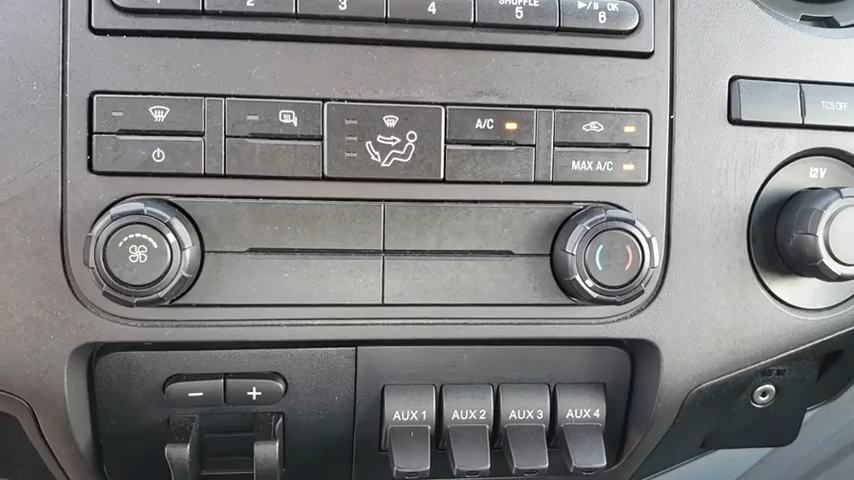 1 2 3 4 SHUFFLE 5 ▶/⏸ OK 6
A/C
MAX A/C
TCS OFF
12V
− +
AUX 1 AUX 2 AUX 3 AUX 4